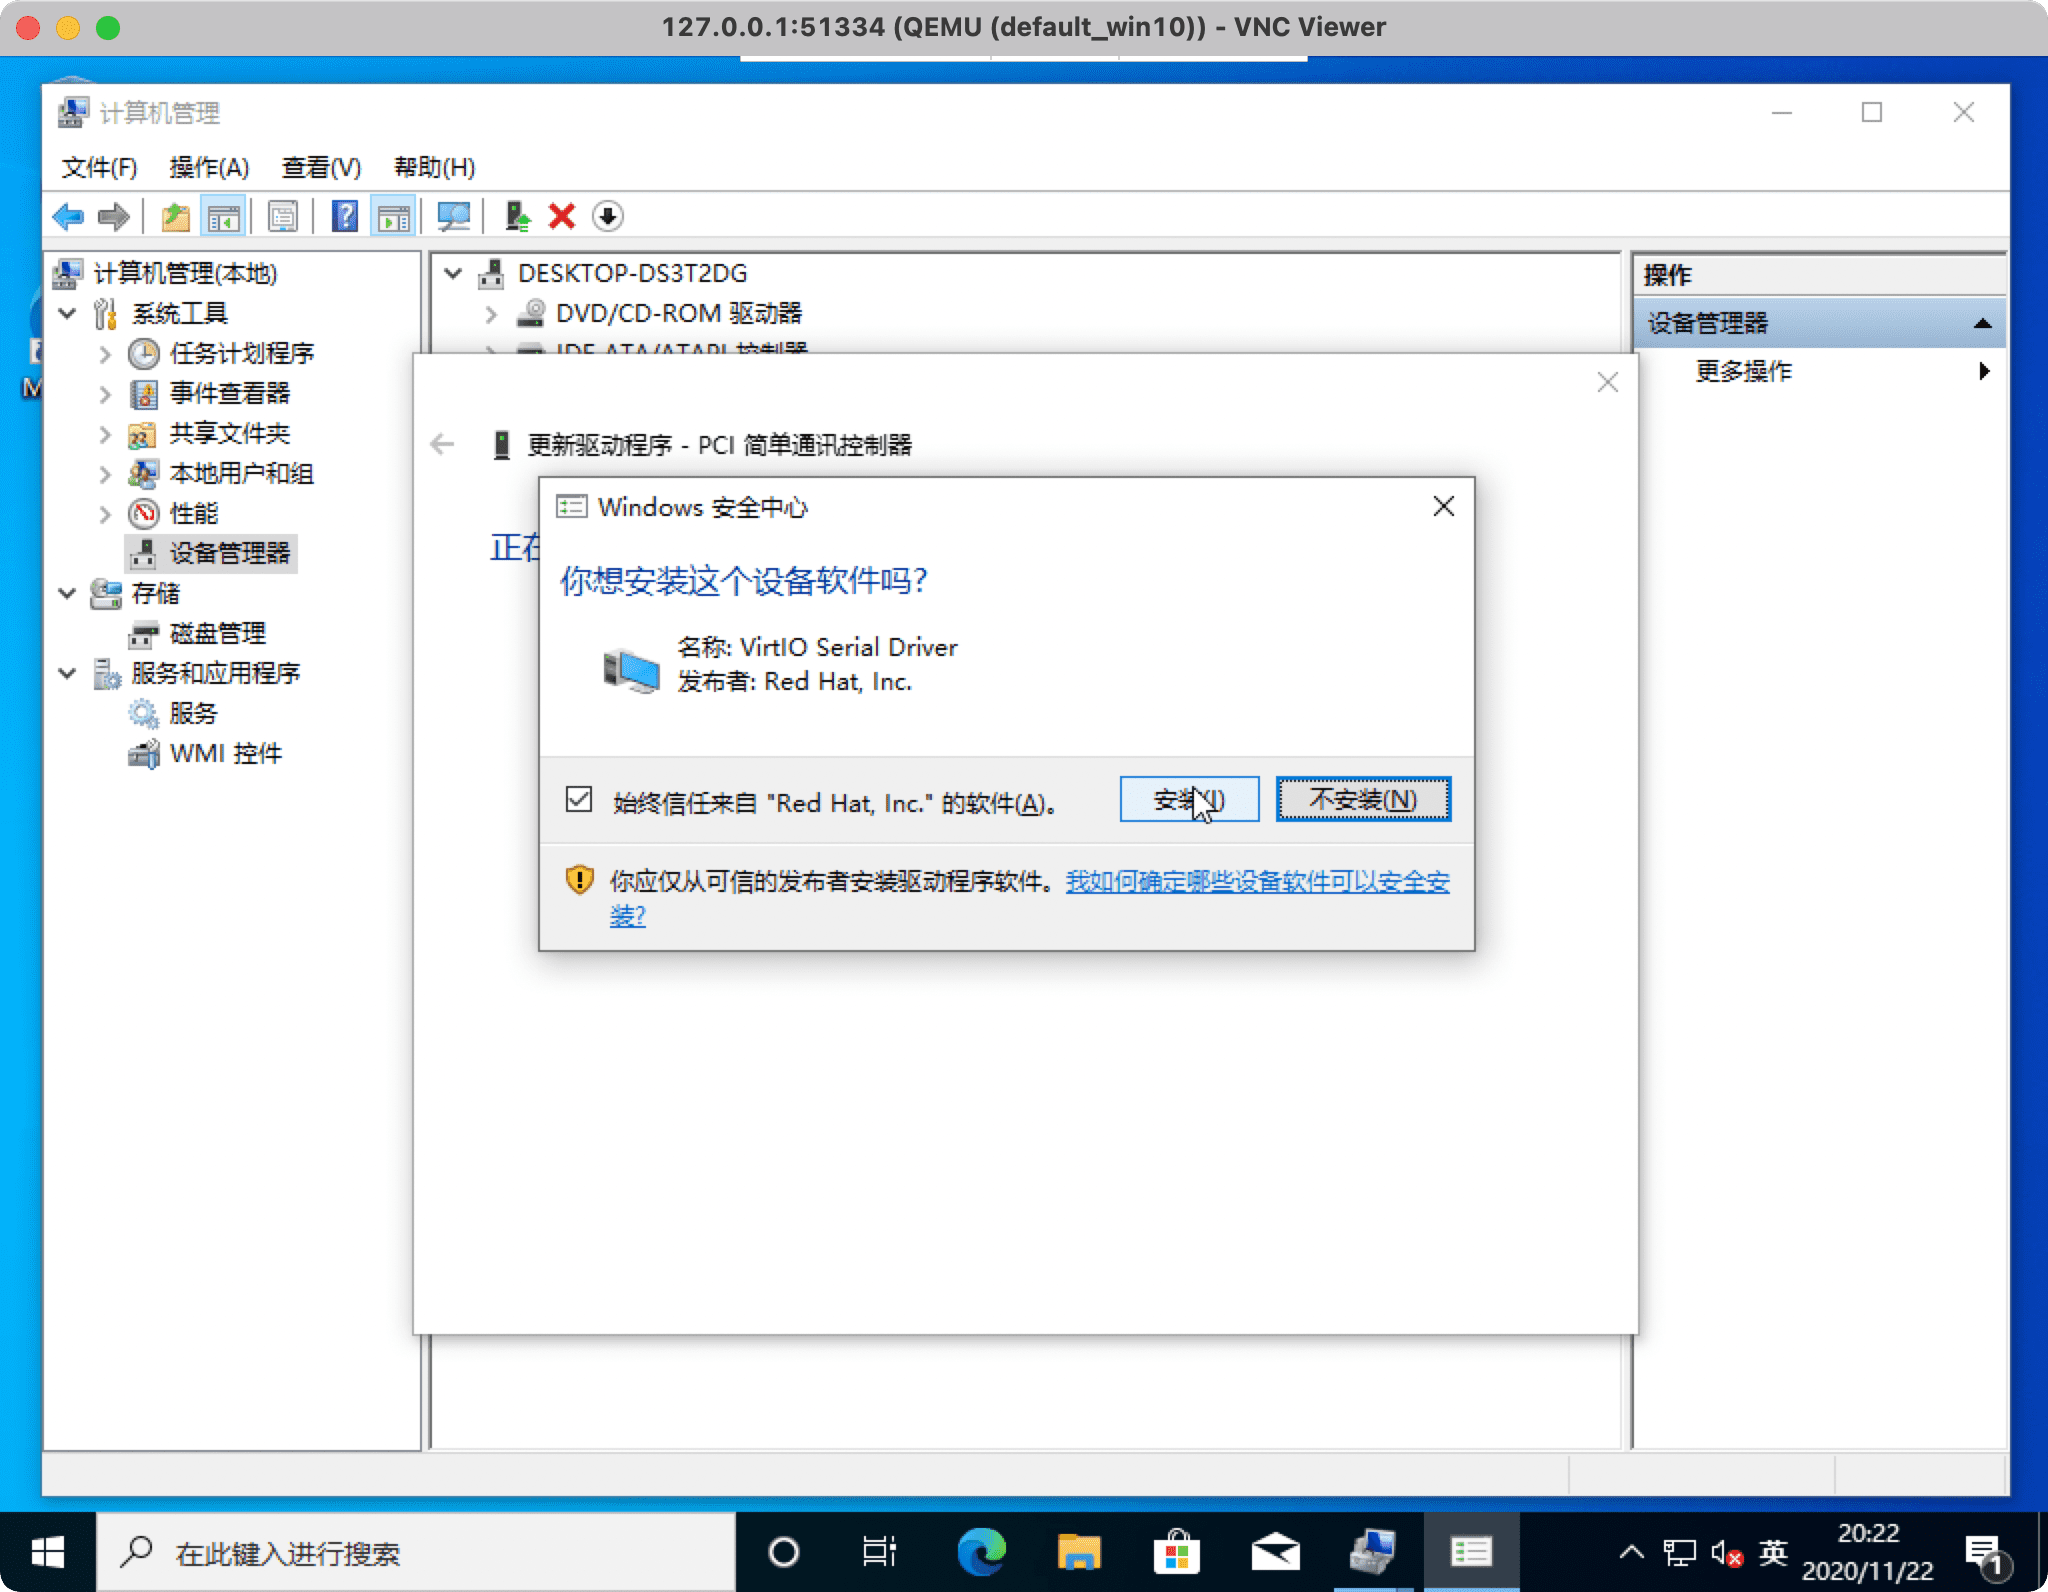 127.0.0.1:51334 (QEMU (default_win10)) - VNC Viewer
计算机管理
文件(F) 操作(A) 查看(V) 帮助(H)
计算机管理(本地)
系统工具
任务计划程序
事件查看器
共享文件夹
本地用户和组
性能
设备管理器
存储
磁盘管理
服务和应用程序
服务
WMI 控件
DESKTOP-DS3T2DG
DVD/CD-ROM 驱动器
IDE ATA/ATAPI 控制器
操作
设备管理器
更多操作
更新驱动程序 - PCI 简单通讯控制器
正在
Windows 安全中心
你想安装这个设备软件吗?
名称: VirtIO Serial Driver
发布者: Red Hat, Inc.
始终信任来自 "Red Hat, Inc." 的软件(A)。
安装(I)
不安装(N)
你应仅从可信的发布者安装驱动程序软件。我如何确定哪些设备软件可以安全安
装?
M
在此键入进行搜索
英
20:22
2020/11/22
1